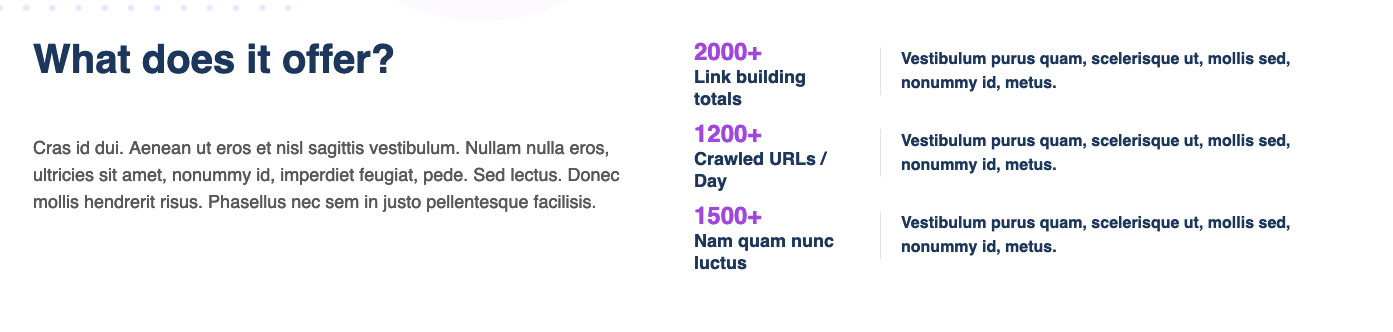 What does it offer?
Cras id dui. Aenean ut eros et nisl sagittis vestibulum. Nullam nulla eros,
ultricies sit amet, nonummy id, imperdiet feugiat, pede. Sed lectus. Donec
mollis hendrerit risus. Phasellus nec sem in justo pellentesque facilisis.
2000+
Link building
totals
Vestibulum purus quam, scelerisque ut, mollis sed,
nonummy id, metus.
1200+
Crawled URLs /
Day
Vestibulum purus quam, scelerisque ut, mollis sed,
nonummy id, metus.
1500+
Nam quam nunc
luctus
Vestibulum purus quam, scelerisque ut, mollis sed,
nonummy id, metus.